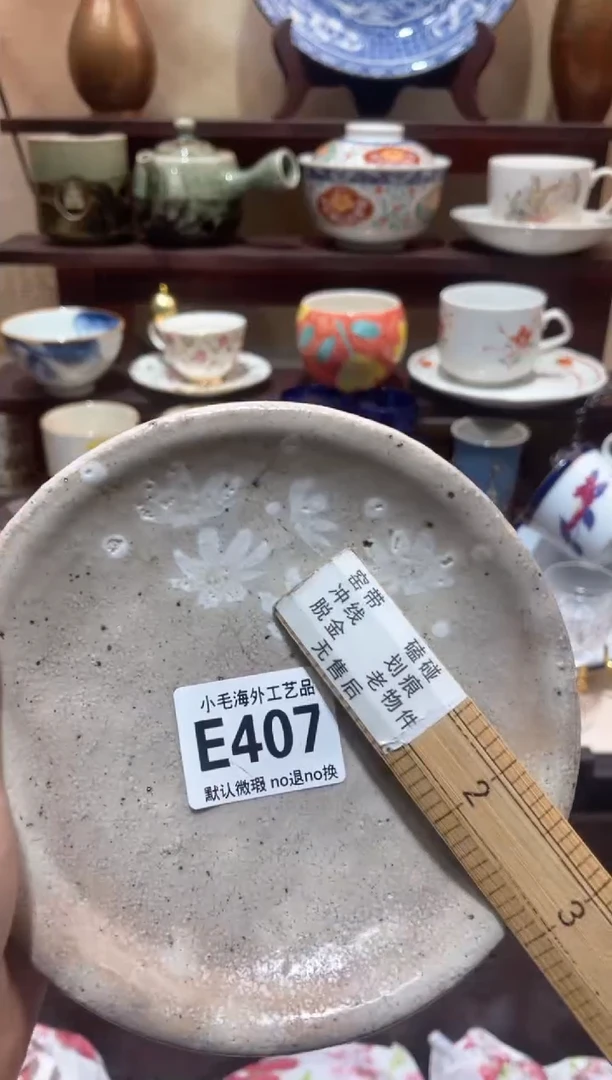 小毛海外工艺品
E407
默认微瑕 no退no换
窑带 磕碰
冲线 划痕
脱金 老物件
无售后
2
3